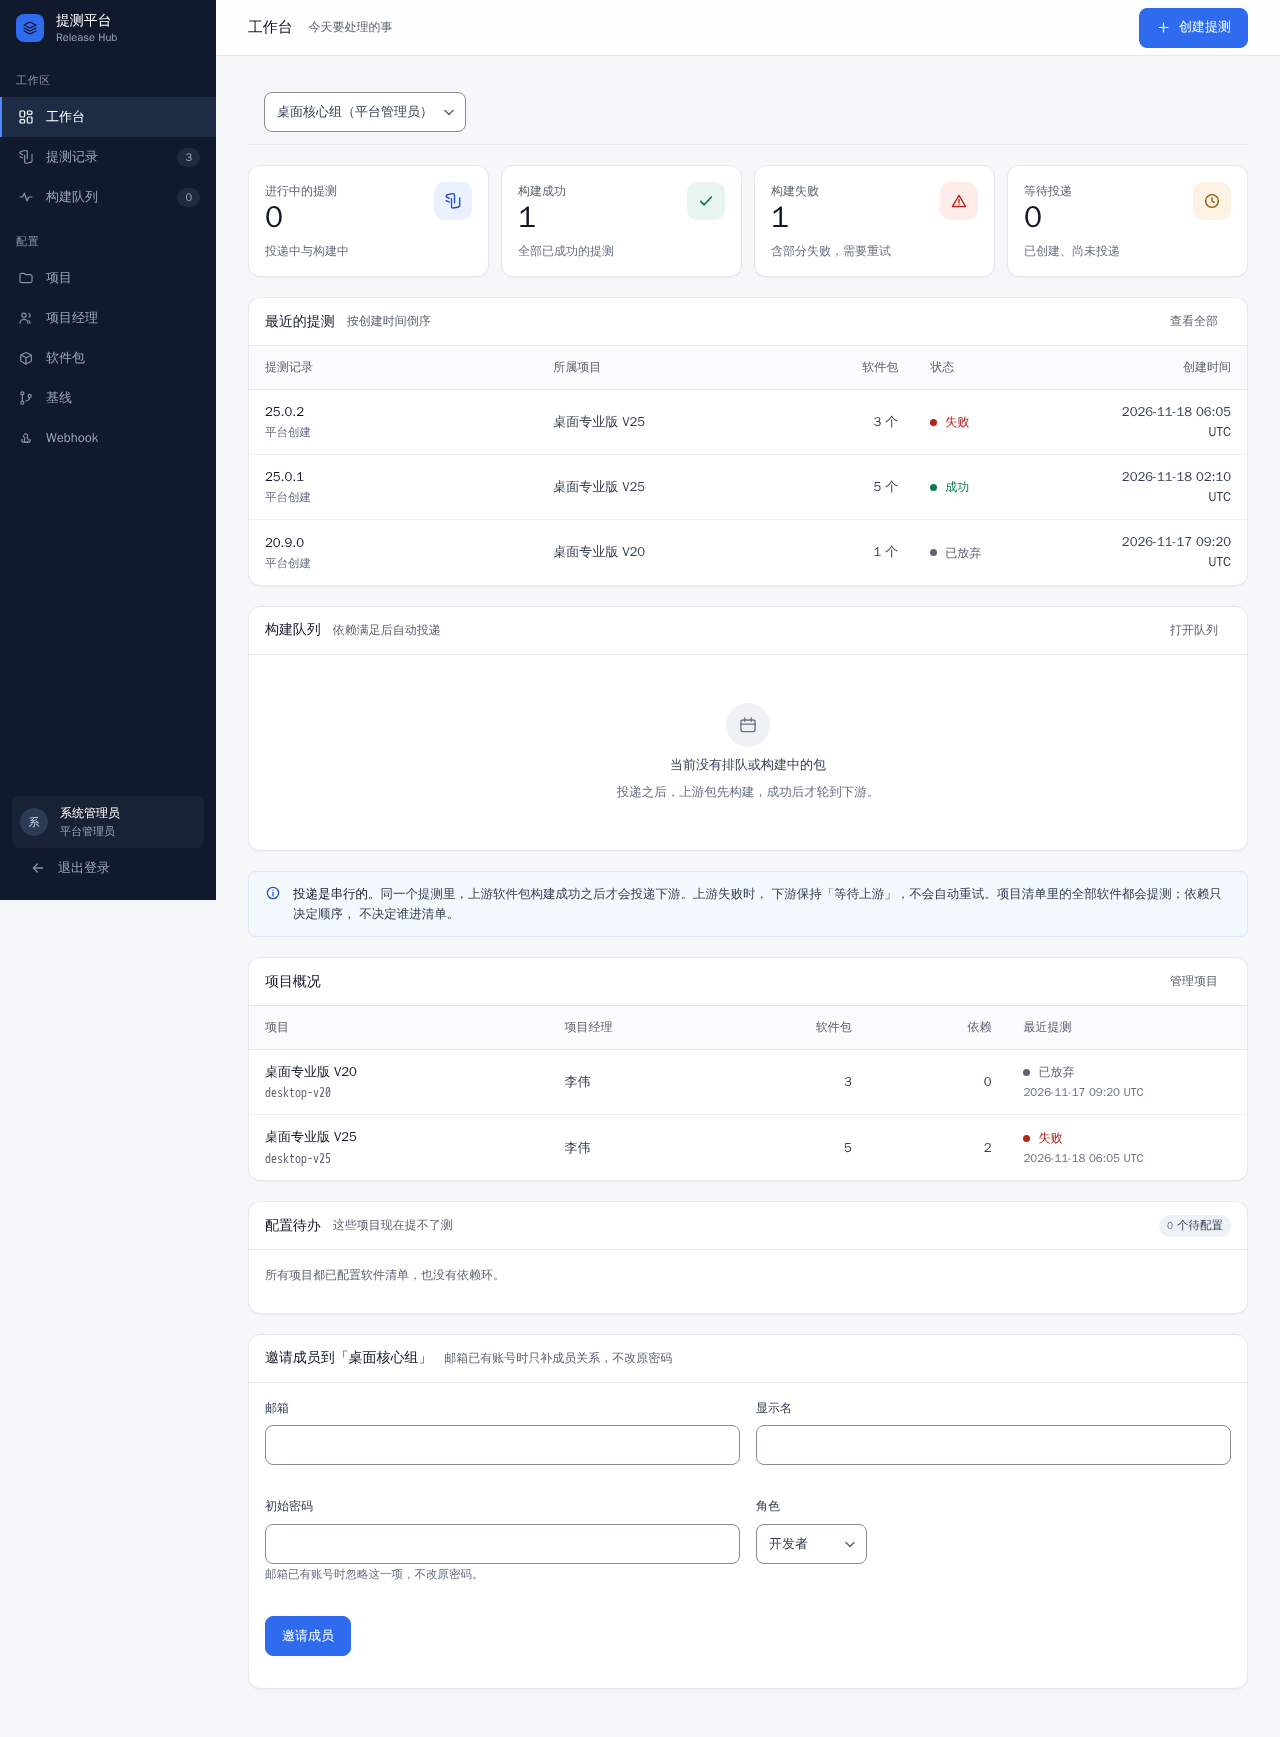 提测平台
Release Hub
工作区
工作台
提测记录 3
构建队列 0
配置
项目
项目经理
软件包
基线
Webhook
系 系统管理员
平台管理员
退出登录
工作台 今天要处理的事
创建提测
桌面核心组（平台管理员）
进行中的提测
0
投递中与构建中
构建成功
1
全部已成功的提测
构建失败
1
含部分失败，需要重试
等待投递
0
已创建、尚未投递
最近的提测 按创建时间倒序 查看全部
提测记录 所属项目 软件包 状态 创建时间
25.0.2
平台创建
桌面专业版 V25 3 个 失败
2026-11-18 06:05
UTC
25.0.1
平台创建
桌面专业版 V25 5 个 成功
2026-11-18 02:10
UTC
20.9.0
平台创建
桌面专业版 V20 1 个 已放弃
2026-11-17 09:20
UTC
构建队列 依赖满足后自动投递 打开队列
当前没有排队或构建中的包
投递之后，上游包先构建，成功后才轮到下游。
投递是串行的。同一个提测里，上游软件包构建成功之后才会投递下游。上游失败时， 下游保持「等待上游」，不会自动重试。项目清单里的全部软件都会提测；依赖只
决定顺序， 不决定谁进清单。
项目概况 管理项目
项目 项目经理 软件包 依赖 最近提测
桌面专业版 V20
desktop-v20
李伟 3 0
已放弃
2026-11-17 09:20 UTC
桌面专业版 V25
desktop-v25
李伟 5 2
失败
2026-11-18 06:05 UTC
配置待办 这些项目现在提不了测 0 个待配置
所有项目都已配置软件清单，也没有依赖环。
邀请成员到「桌面核心组」 邮箱已有账号时只补成员关系，不改原密码
邮箱 显示名
初始密码 角色
开发者
邮箱已有账号时忽略这一项，不改原密码。
邀请成员